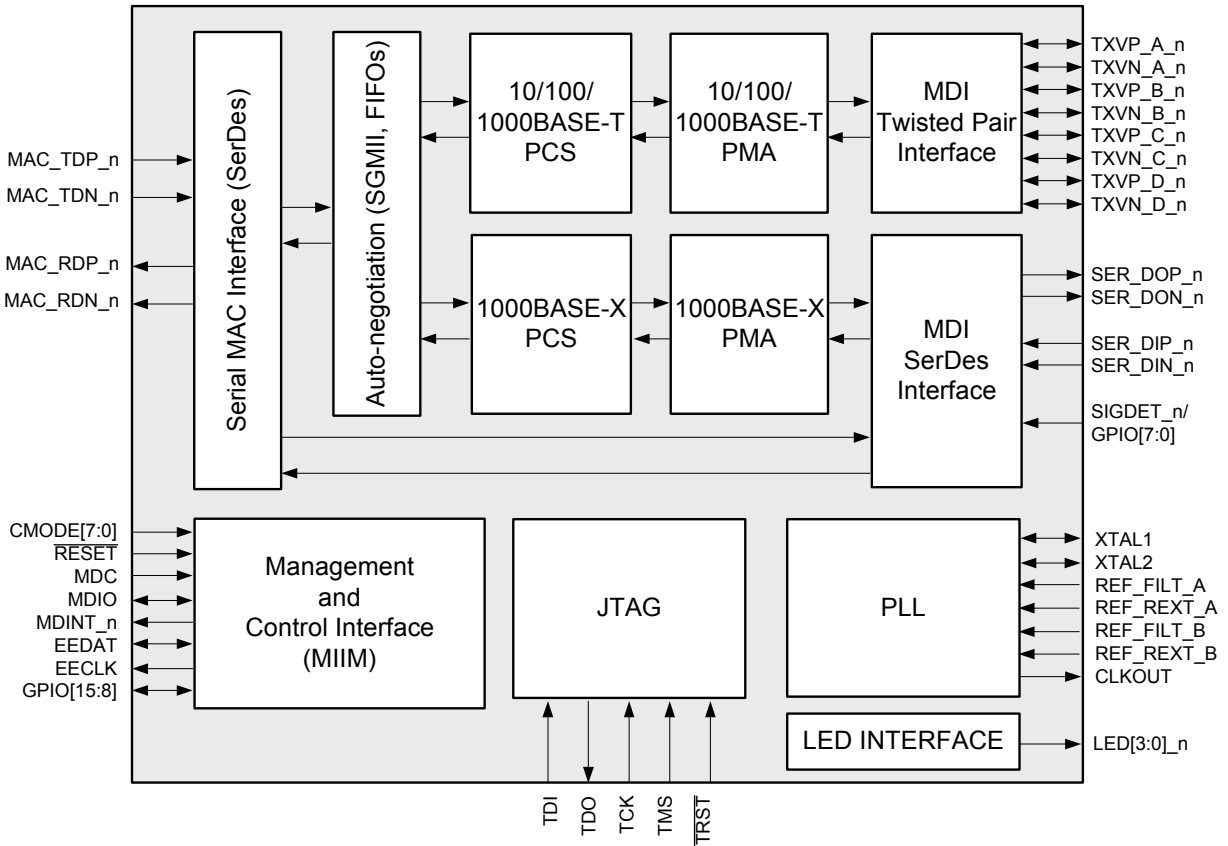 MAC_TDP_n
MAC_TDN_n
MAC_RDP_n
MAC_RDN_n
Serial MAC Interface (SerDes)
Auto-negotiation (SGMII, FIFOs)
10/100/
1000BASE-T
PCS
10/100/
1000BASE-T
PMA
MDI
Twisted Pair
Interface
TXVP_A_n
TXVN_A_n
TXVP_B_n
TXVN_B_n
TXVP_C_n
TXVN_C_n
TXVP_D_n
TXVN_D_n
1000BASE-X
PCS
1000BASE-X
PMA
MDI
SerDes
Interface
SER_DOP_n
SER_DON_n
SER_DIP_n
SER_DIN_n
SIGDET_n/
GPIO[7:0]
CMODE[7:0]
RESET
MDC
MDIO
MDINT_n
EEDAT
EECLK
GPIO[15:8]
Management
and
Control Interface
(MIIM)
JTAG
PLL
XTAL1
XTAL2
REF_FILT_A
REF_REXT_A
REF_FILT_B
REF_REXT_B
CLKOUT
LED INTERFACE
LED[3:0]_n
TDI
TDO
TCK
TMS
TRST